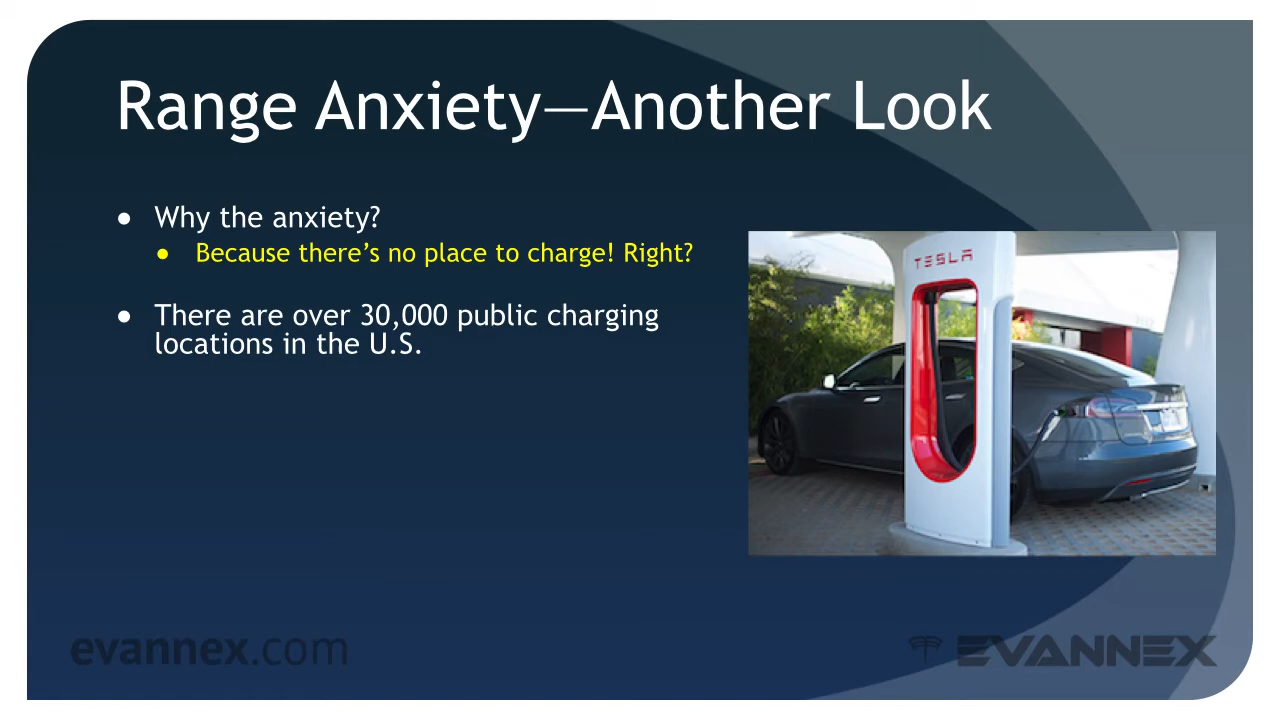 Range Anxiety—Another Look
● Why the anxiety?
● Because there’s no place to charge! Right?
● There are over 30,000 public charging
locations in the U.S.
TESLA
evannex.com
EVANNEX